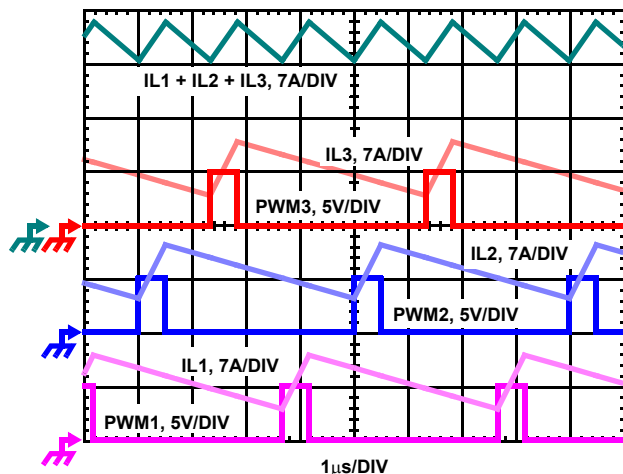 IL1 + IL2 + IL3, 7A/DIV
IL3, 7A/DIV
PWM3, 5V/DIV
IL2, 7A/DIV
PWM2, 5V/DIV
IL1, 7A/DIV
PWM1, 5V/DIV
1μs/DIV